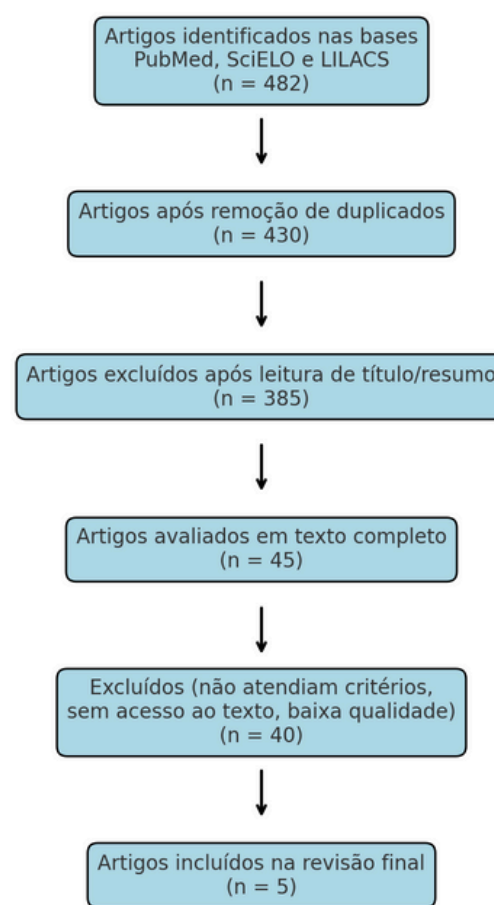 Artigos identificados nas bases
PubMed, SciELO e LILACS
(n = 482)
Artigos após remoção de duplicados
(n = 430)
Artigos excluídos após leitura de título/resumo
(n = 385)
Artigos avaliados em texto completo
(n = 45)
Excluídos (não atendiam critérios,
sem acesso ao texto, baixa qualidade)
(n = 40)
Artigos incluídos na revisão final
(n = 5)